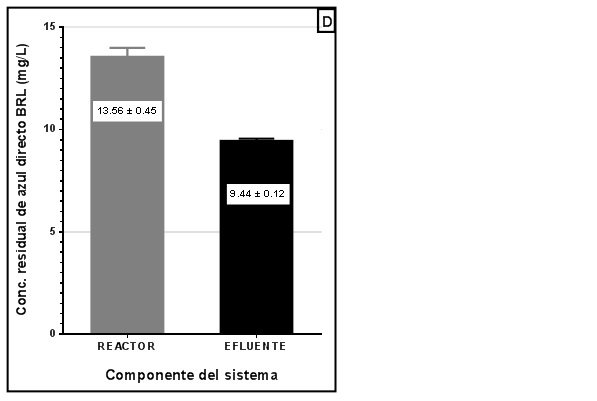 D
Conc. residual de azul directo BRL (mg/L)
15
10
5
0
13.56 ± 0.45
9.44 ± 0.12
REACTOR
EFLUENTE
Componente del sistema